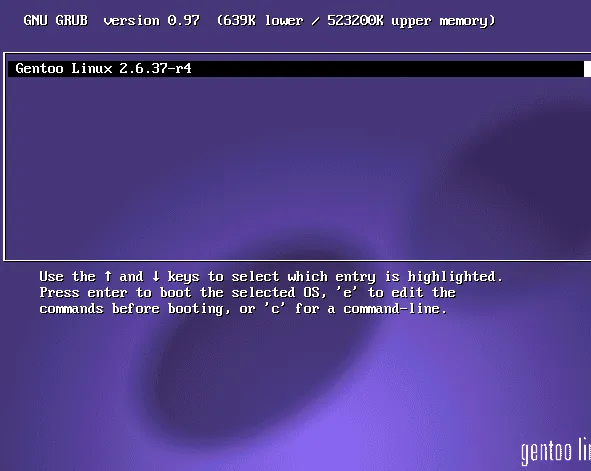 GNU GRUB version 0.97 (639K lower / 523200K upper memory)
Gentoo Linux 2.6.37-r4
Use the ↑ and ↓ keys to select which entry is highlighted.
Press enter to boot the selected OS, 'e' to edit the
commands before booting, or 'c' for a command-line.
gentoo